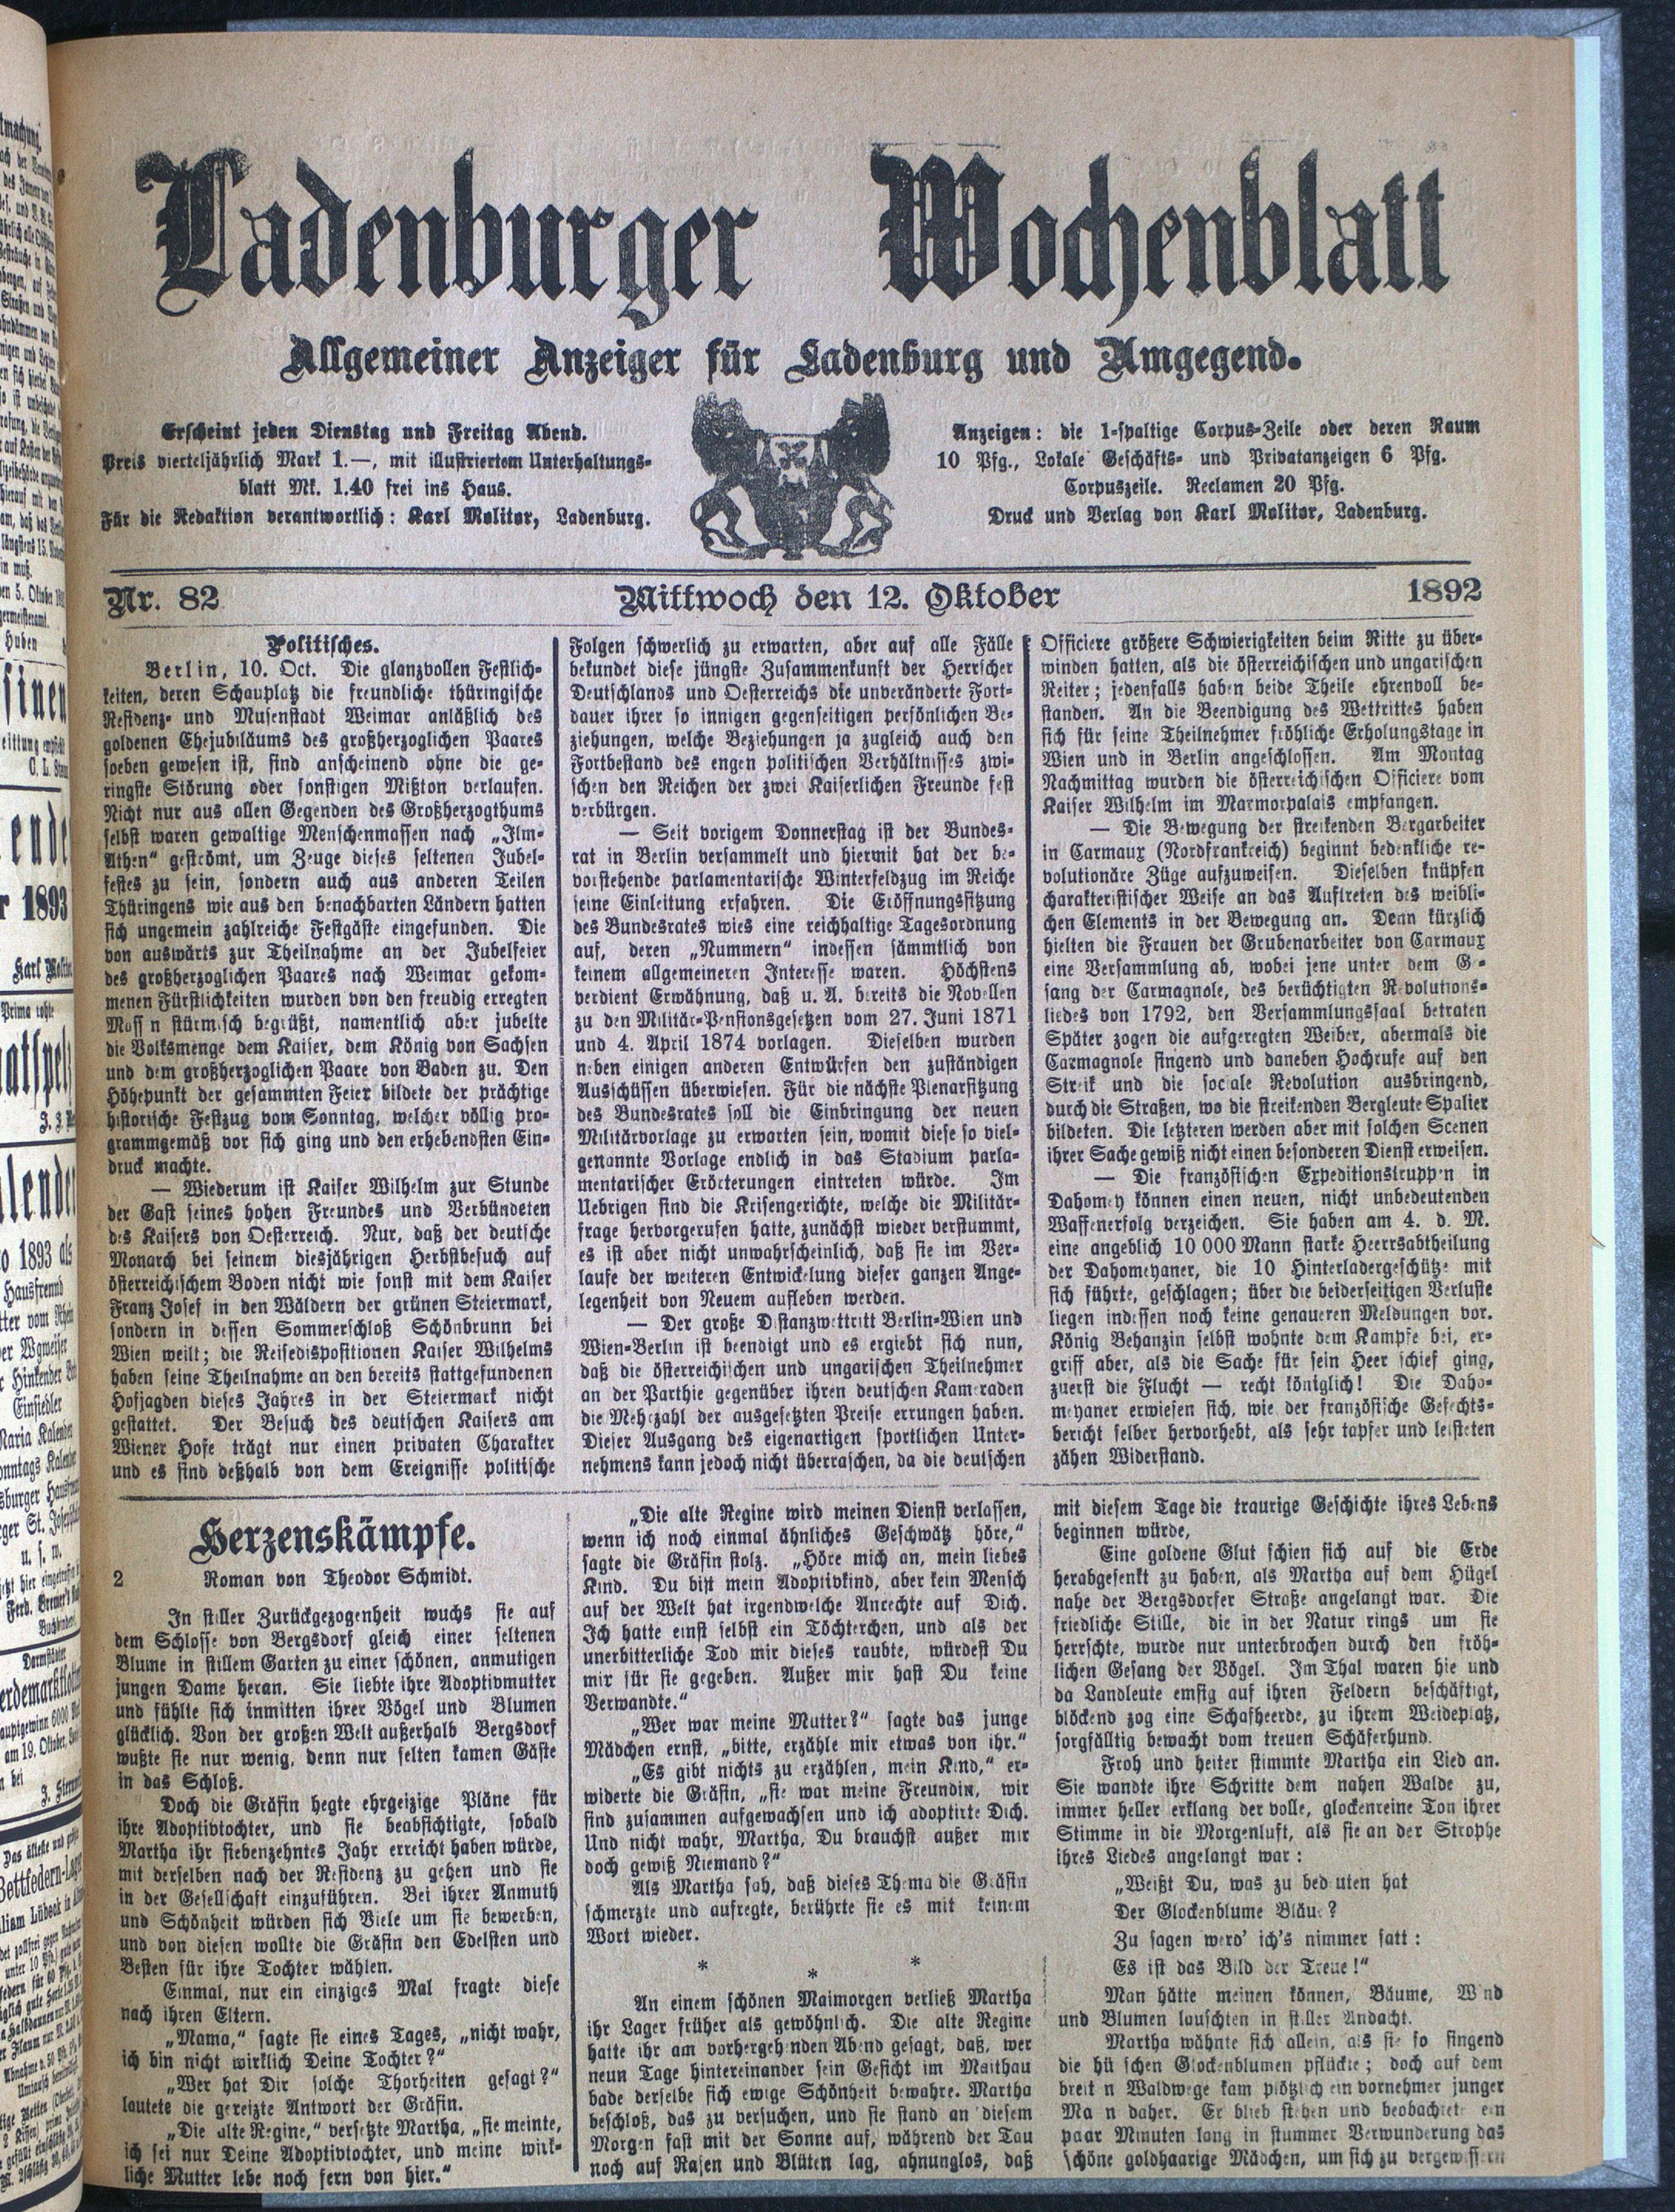 Ladenburger Wochenblatt
Allgemeiner Anzeiger für Ladenburg und Umgegend.
Erscheint jeden Dienstag und Freitag Abend.
Preis vierteljährlich Mark 1.—, mit illustriertem Unterhaltungs-
blatt Mk. 1.40 frei ins Haus.
Für die Redaktion verantwortlich: Karl Molitor, Ladenburg.
Anzeigen: die 1-spaltige Corpus-Zeile oder deren Raum
10 Pfg., Lokale Geschäfts- und Privatanzeigen 6 Pfg.
Corpuszeile. Reclamen 20 Pfg.
Druck und Verlag von Karl Molitor, Ladenburg.
Nr. 82
Mittwoch den 12. Oktober
1892
Politisches.
Berlin, 10. Oct. Die glanzvollen Festlich-
keiten, deren Schauplatz die freundliche thüringische
Residenz- und Musenstadt Weimar anläßlich des
goldenen Ehejubiläums des großherzoglichen Paares
soeben gewesen ist, sind anscheinend ohne die ge-
ringste Störung oder sonstigen Mißton verlaufen.
Nicht nur aus allen Gegenden des Großherzogthums
selbst waren gewaltige Menschenmassen nach „Ilm-
Athen“ geströmt, um Zeuge dieses seltenen Jubel-
festes zu sein, sondern auch aus anderen Teilen
Thüringens wie aus den benachbarten Ländern hatten
sich ungemein zahlreiche Festgäste eingefunden. Die
von auswärts zur Theilnahme an der Jubelfeier
des großherzoglichen Paares nach Weimar gekom-
menen Fürstlichkeiten wurden von den freudig erregten
Mass n stürmisch begrüßt, namentlich aber jubelte
die Volksmenge dem Kaiser, dem König von Sachsen
und dem großherzoglichen Paare von Baden zu. Den
Höhepunkt der gesammten Feier bildete der prächtige
historische Festzug vom Sonntag, welcher völlig pro-
grammgemäß vor sich ging und den erhebendsten Ein-
druck machte.
— Wiederum ist Kaiser Wilhelm zur Stunde
der Gast seines hohen Freundes und Verbündeten
des Kaisers von Oesterreich. Nur, daß der deutsche
Monarch bei seinem diesjährigen Herbstbesuch auf
österreichischem Boden nicht wie sonst mit dem Kaiser
Franz Josef in den Wäldern der grünen Steiermark,
sondern in dessen Sommerschloß Schönbrunn bei
Wien weilt; die Reisedispositionen Kaiser Wilhelms
haben seine Theilnahme an den bereits stattgefundenen
Hofjagden dieses Jahres in der Steiermark nicht
gestattet. Der Besuch des deutschen Kaisers am
Wiener Hofe trägt nur einen privaten Charakter
und es sind deßhalb von dem Ereignisse politische
Folgen schwerlich zu erwarten, aber auf alle Fälle
bekundet diese jüngste Zusammenkunft der Herrscher
Deutschlands und Oesterreichs die unveränderte Fort-
dauer ihrer so innigen gegenseitigen persönlichen Be-
ziehungen, welche Beziehungen ja zugleich auch den
Fortbestand des engen politischen Verhältnisses zwi-
schen den Reichen der zwei Kaiserlichen Freunde fest
verbürgen.
— Seit vorigem Donnerstag ist der Bundes-
rat in Berlin versammelt und hiermit hat der be-
vorstehende parlamentarische Winterfeldzug im Reiche
seine Einleitung erfahren. Die Eröffnungssitzung
des Bundesrates wies eine reichhaltige Tagesordnung
auf, deren „Nummern“ indessen sämmtlich von
keinem allgemeineren Interesse waren. Höchstens
verdient Erwähnung, daß u. A. bereits die Novellen
zu den Militär-Pensionsgesetzen vom 27. Juni 1871
und 4. April 1874 vorlagen. Dieselben wurden
neben einigen anderen Entwürfen den zuständigen
Ausschüssen überwiesen. Für die nächste Plenarsitzung
des Bundesrates soll die Einbringung der neuen
Militärvorlage zu erwarten sein, womit diese so viel-
genannte Vorlage endlich in das Stadium parla-
mentarischer Erörterungen eintreten würde. Im
Uebrigen sind die Krisengerichte, welche die Militär-
frage hervorgerufen hatte, zunächst wieder verstummt,
es ist aber nicht unwahrscheinlich, daß sie im Ver-
laufe der weiteren Entwickelung dieser ganzen Ange-
legenheit von Neuem aufleben werden.
— Der große Distanzwettritt Berlin-Wien und
Wien-Berlin ist beendigt und es ergiebt sich nun,
daß die österreichischen und ungarischen Theilnehmer
an der Parthie gegenüber ihren deutschen Kameraden
die Mehrzahl der ausgesetzten Preise errungen haben.
Dieser Ausgang des eigenartigen sportlichen Unter-
nehmens kann jedoch nicht überraschen, da die deutschen
Officiere größere Schwierigkeiten beim Ritte zu über-
winden hatten, als die österreichischen und ungarischen
Reiter; jedenfalls haben beide Theile ehrenvoll be-
standen. An die Beendigung des Wettrittes haben
sich für seine Theilnehmer fröhliche Erholungstage in
Wien und in Berlin angeschlossen. Am Montag
Nachmittag wurden die österreichischen Officiere vom
Kaiser Wilhelm im Marmorpalais empfangen.
— Die Bewegung der streikenden Bergarbeiter
in Carmaux (Nordfrankreich) beginnt bedenkliche re-
volutionäre Züge aufzuweisen. Dieselben knüpfen
charakteristischer Weise an das Auftreten des weibli-
chen Elements in der Bewegung an. Denn kürzlich
hielten die Frauen der Grubenarbeiter von Carmaux
eine Versammlung ab, wobei jene unter dem G-
sang der Carmagnole, des berüchtigten Revolutions-
liedes von 1792, den Versammlungssaal betraten
Später zogen die aufgeregten Weiber, abermals die
Carmagnole singend und daneben Hochrufe auf den
Streik und die sociale Revolution ausbringend,
durch die Straßen, wo die streikenden Bergleute Spalier
bildeten. Die letzteren werden aber mit solchen Scenen
ihrer Sache gewiß nicht einen besonderen Dienst erweisen.
— Die französischen Expeditionstruppen in
Dahomey können einen neuen, nicht unbedeutenden
Waffenerfolg verzeichen. Sie haben am 4. d. M.
eine angeblich 10 000 Mann starke Heerrsabtheilung
der Dahomeyaner, die 10 Hinterladergeschütze mit
sich führte, geschlagen; über die beiderseitigen Verluste
liegen indessen noch keine genaueren Meldungen vor.
König Behanzin selbst wohnte dem Kampfe bei, er-
griff aber, als die Sache für sein Heer schief ging,
zuerst die Flucht — recht königlich! Die Daho-
meyaner erwiesen sich, wie der französische Gefechts-
bericht selber hervorhebt, als sehr tapfer und leisteten
zähen Widerstand.
Herzenskämpfe.
2 Roman von Theodor Schmidt.
In stiller Zurückgezogenheit wuchs sie auf
dem Schlosse von Bergsdorf gleich einer seltenen
Blume in stillem Garten zu einer schönen, anmutigen
jungen Dame heran. Sie liebte ihre Adoptivmutter
und fühlte sich inmitten ihrer Vögel und Blumen
glücklich. Von der großen Welt außerhalb Bergsdorf
wußte sie nur wenig, denn nur selten kamen Gäste
in das Schloß.
Doch die Gräfin hegte ehrgeizige Pläne für
ihre Adoptivtochter, und sie beabsichtigte, sobald
Martha ihr siebenzehntes Jahr erreicht haben würde,
mit derselben nach der Residenz zu gehen und sie
in der Gesellschaft einzuführen. Bei ihrer Anmuth
und Schönheit würden sich Viele um sie bewerben,
und von diesen wollte die Gräfin den Edelsten und
Besten für ihre Tochter wählen.
Einmal, nur ein einziges Mal fragte diese
nach ihren Eltern.
„Mama,“ sagte sie eines Tages, „nicht wahr,
ich bin nicht wirklich Deine Tochter?“
„Wer hat Dir solche Thorheiten gesagt?“
lautete die gereizte Antwort der Gräfin.
„Die alte Regine,“ versetzte Martha, „sie meinte,
ich sei nur Deine Adoptivtochter, und meine wirk-
liche Mutter lebe noch fern von hier.“
„Die alte Regine wird meinen Dienst verlassen,
wenn ich noch einmal ähnliches Geschwätz höre,“
sagte die Gräfin stolz. „Höre mich an, mein liebes
Kind. Du bist mein Adoptivkind, aber kein Mensch
auf der Welt hat irgendwelche Anrechte auf Dich.
Ich hatte einst selbst ein Töchterchen, und als der
unerbitterliche Tod mir dieses raubte, würdest Du
mir für sie gegeben. Außer mir hast Du keine
Verwandte.“
„Wer war meine Mutter?“ sagte das junge
Mädchen ernst, „bitte, erzähle mir etwas von ihr.“
„Es gibt nichts zu erzählen, mein Kind,“ er-
widerte die Gräfin, „sie war meine Freundin, wir
sind zusammen aufgewachsen und ich adoptirte Dich.
Und nicht wahr, Martha, Du brauchst außer mir
doch gewiß Niemand?“
Als Martha sah, daß dieses Thema die Gräfin
schmerzte und aufregte, berührte sie es mit keinem
Wort wieder.
* * *
An einem schönen Maimorgen verließ Martha
ihr Lager früher als gewöhnlich. Die alte Regine
hatte ihr am vorhergehenden Abend gesagt, daß, wer
neun Tage hintereinander sein Gesicht im Maithau
bade derselbe sich ewige Schönheit bewahre. Martha
beschloß, das zu versuchen, und sie stand an diesem
Morgen fast mit der Sonne auf, während der Tau
noch auf Rasen und Blüten lag, ahnunglos, daß
mit diesem Tage die traurige Geschichte ihres Lebens
beginnen würde,
Eine goldene Glut schien sich auf die Erde
herabgesenkt zu haben, als Martha auf dem Hügel
nahe der Bergsdorfer Straße angelangt war. Die
friedliche Stille, die in der Natur rings um sie
herrschte, wurde nur unterbrochen durch den fröh-
lichen Gesang der Vögel. Im Thal waren hie und
da Landleute emsig auf ihren Feldern beschäftigt,
blöckend zog eine Schafheerde, zu ihrem Weideplatz,
sorgfälltig bewacht vom treuen Schäferhund.
Froh und heiter stimmte Martha ein Lied an.
Sie wandte ihre Schritte dem nahen Walde zu,
immer heller erklang der volle, glockenreine Ton ihrer
Stimme in die Morgenluft, als sie an der Strophe
ihres Liedes angelangt war:
„Weißt Du, was zu bed uten hat
Der Glockenblume Bläue?
Zu sagen werd' ich's nimmer satt:
Es ist das Bild der Treue!“
Man hätte meinen können, Bäume, W nd
und Blumen lauschten in stiller Andacht.
Martha wähnte sich allein, als sie so singend
die hü schen Glockenblumen pflückte; doch auf dem
breit n Waldwege kam plötzlich ein vornehmer junger
Ma n daher. Er blieb stehen und beobachtete ein
paar Minuten lang in stummer Verwunderung das
schöne goldhaarige Mädchen, um sich zu vergewissern